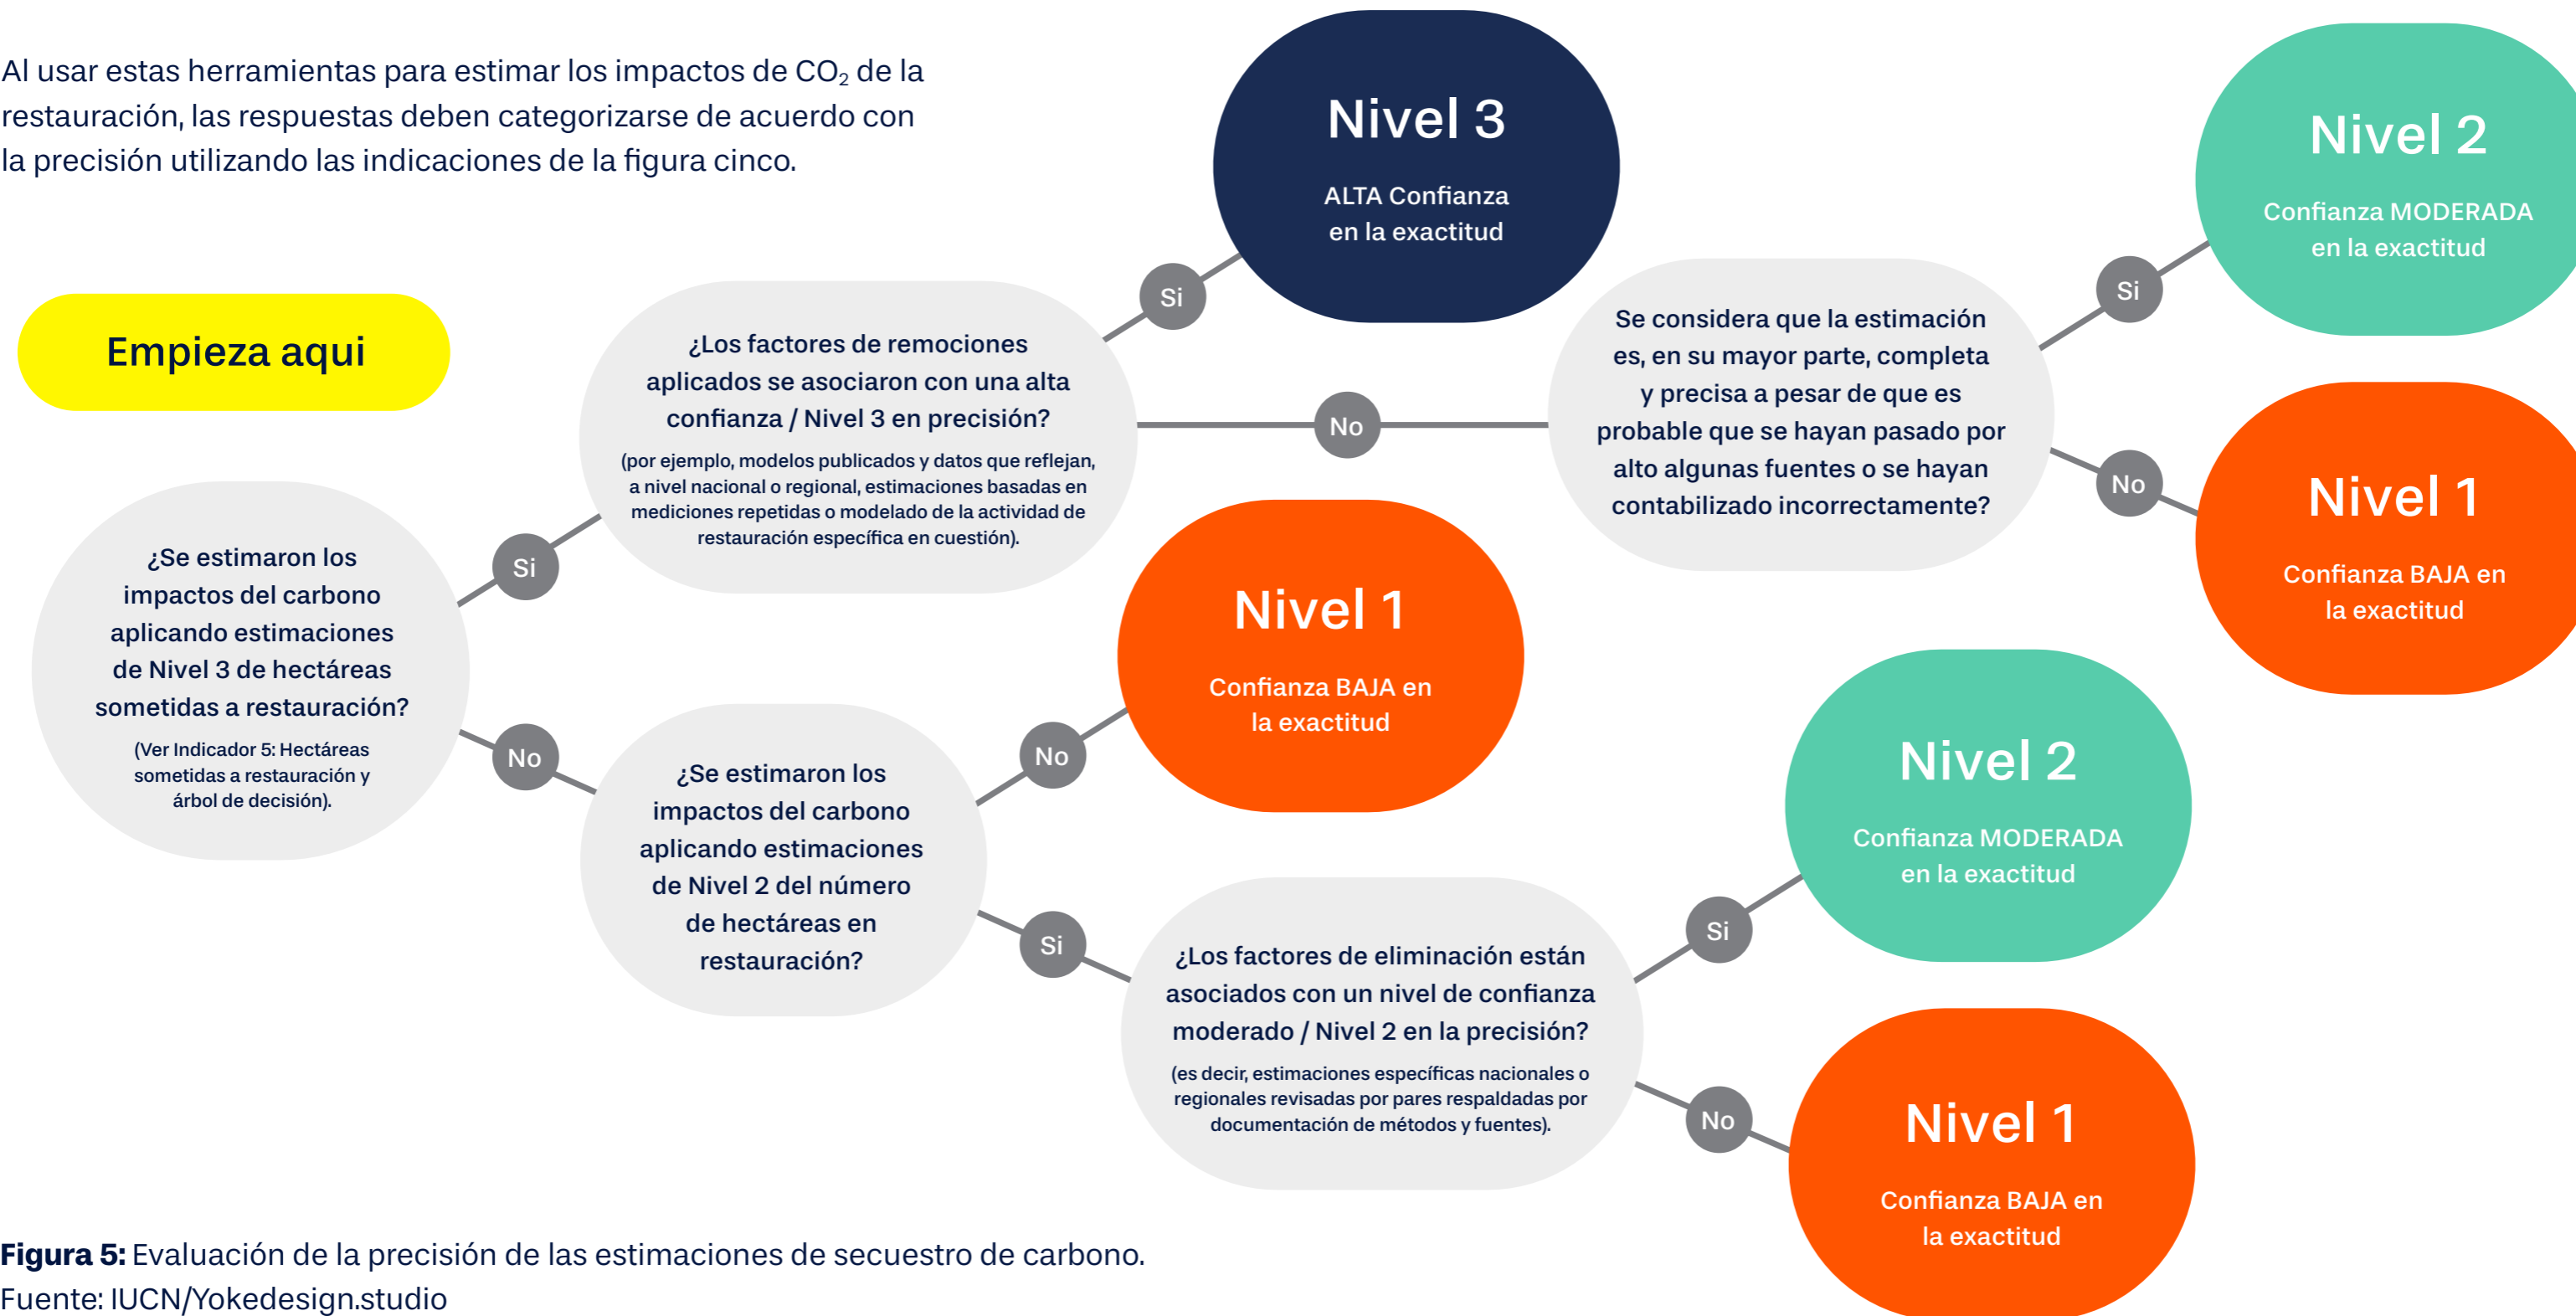 Al usar estas herramientas para estimar los impactos de CO₂ de la
restauración, las respuestas deben categorizarse de acuerdo con
la precisión utilizando las indicaciones de la figura cinco.
Empieza aqui
¿Se estimaron los
impactos del carbono
aplicando estimaciones
de Nivel 3 de hectáreas
sometidas a restauración?
(Ver Indicador 5: Hectáreas
sometidas a restauración y
árbol de decisión).
Si
¿Los factores de remociones
aplicados se asociaron con una alta
confianza / Nivel 3 en precisión?
(por ejemplo, modelos publicados y datos que reflejan,
a nivel nacional o regional, estimaciones basadas en
mediciones repetidas o modelado de la actividad de
restauración específica en cuestión).
Si
Nivel 3
ALTA Confianza
en la exactitud
No
Se considera que la estimación
es, en su mayor parte, completa
y precisa a pesar de que es
probable que se hayan pasado por
alto algunas fuentes o se hayan
contabilizado incorrectamente?
Si
Nivel 2
Confianza MODERADA
en la exactitud
No
Nivel 1
Confianza BAJA en
la exactitud
No
¿Se estimaron los
impactos del carbono
aplicando estimaciones
de Nivel 2 del número
de hectáreas en
restauración?
No
Nivel 1
Confianza BAJA en
la exactitud
Si
¿Los factores de eliminación están
asociados con un nivel de confianza
moderado / Nivel 2 en la precisión?
(es decir, estimaciones específicas nacionales o
regionales revisadas por pares respaldadas por
documentación de métodos y fuentes).
Si
Nivel 2
Confianza MODERADA
en la exactitud
No
Nivel 1
Confianza BAJA en
la exactitud
Figura 5: Evaluación de la precisión de las estimaciones de secuestro de carbono.
Fuente: IUCN/Yokedesign.studio